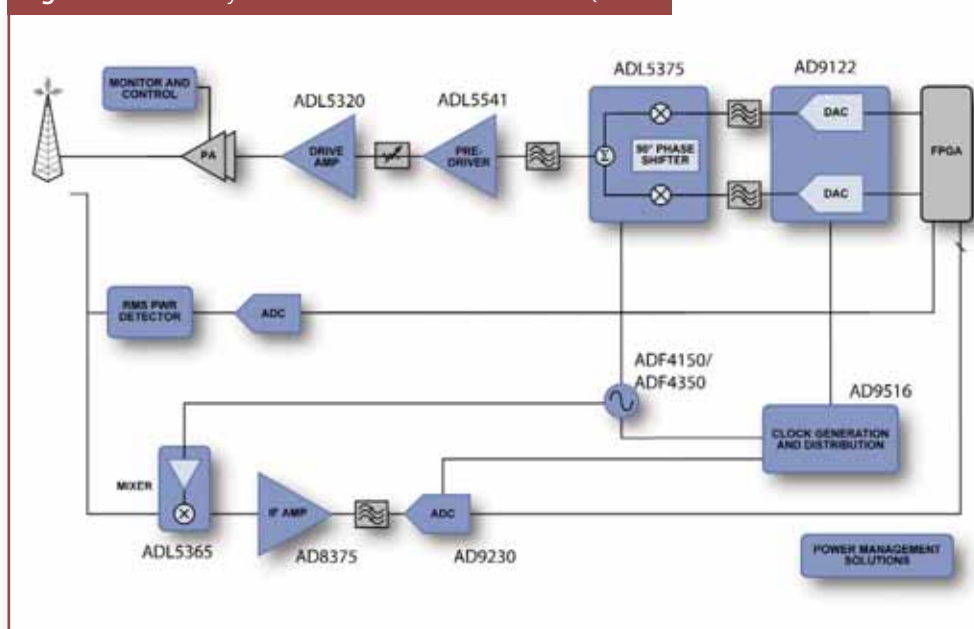 MONITOR AND
CONTROL
PA
ADL5320
DRIVE
AMP
ADL5541
PRE-
DRIVER
ADL5375
Σ
90° PHASE
SHIFTER
AD9122
DAC
DAC
FPGA
RMS PWR
DETECTOR
ADC
ADF4150/
ADF4350
AD9516
CLOCK GENERATION
AND DISTRIBUTION
MIXER
ADL5365
IF AMP
AD8375
ADC
AD9230
POWER MANAGEMENT
SOLUTIONS